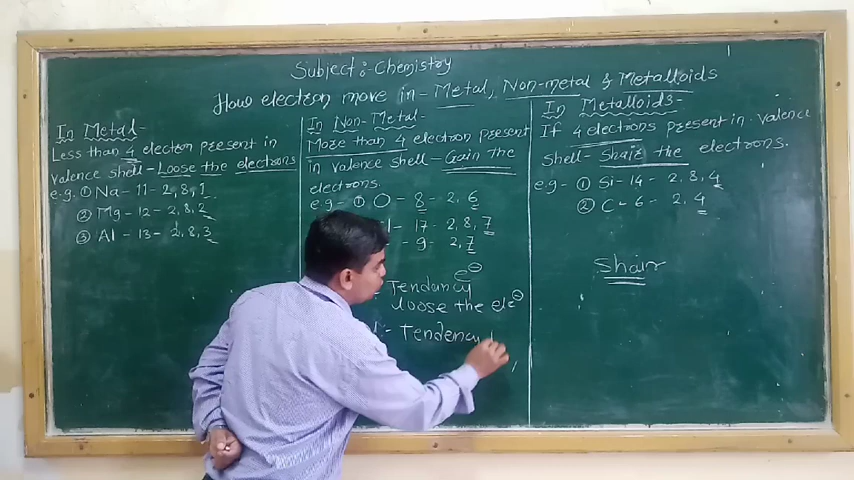 Subject:- Chemistry
How electron move in - Metal, Non-metal & Metalloids
In Metal-
Less than 4 electron present in
valence shell - Loose the electrons
e.g. ① Na - 11 - 2, 8, 1
② Mg - 12 - 2, 8, 2
③ Al - 13 - 2, 8, 3
In Non-Metal-
More than 4 electron present
in valence shell - Gain the
electrons.
e.g - ① O - 8 - 2, 6
17 - 2, 8, 7
- 9 - 2, 7
e⊖
Tendancy
loose the ele⊖
:- Tendency
In Metalloids-
If 4 electrons present in valence
shell - Shair the electrons.
e.g - ① Si - 14 - 2, 8, 4
② C - 6 - 2, 4
Shair